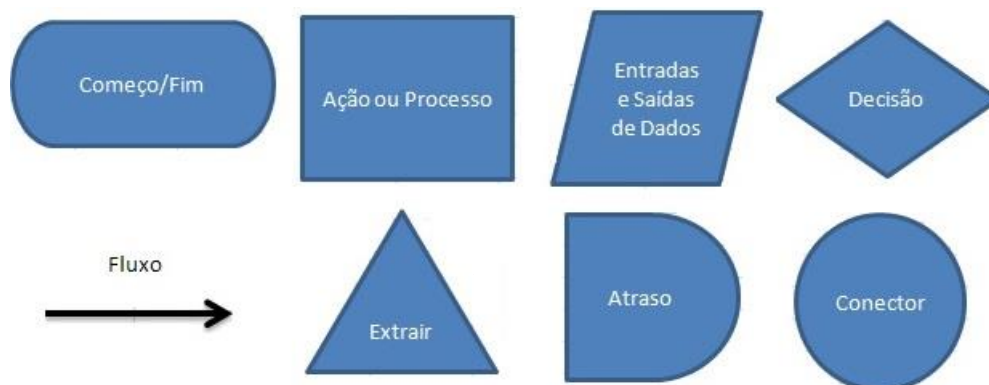 Começo/Fim
Ação ou Processo
Entradas
e Saídas
de Dados
Decisão
Fluxo
Extrair
Atraso
Conector